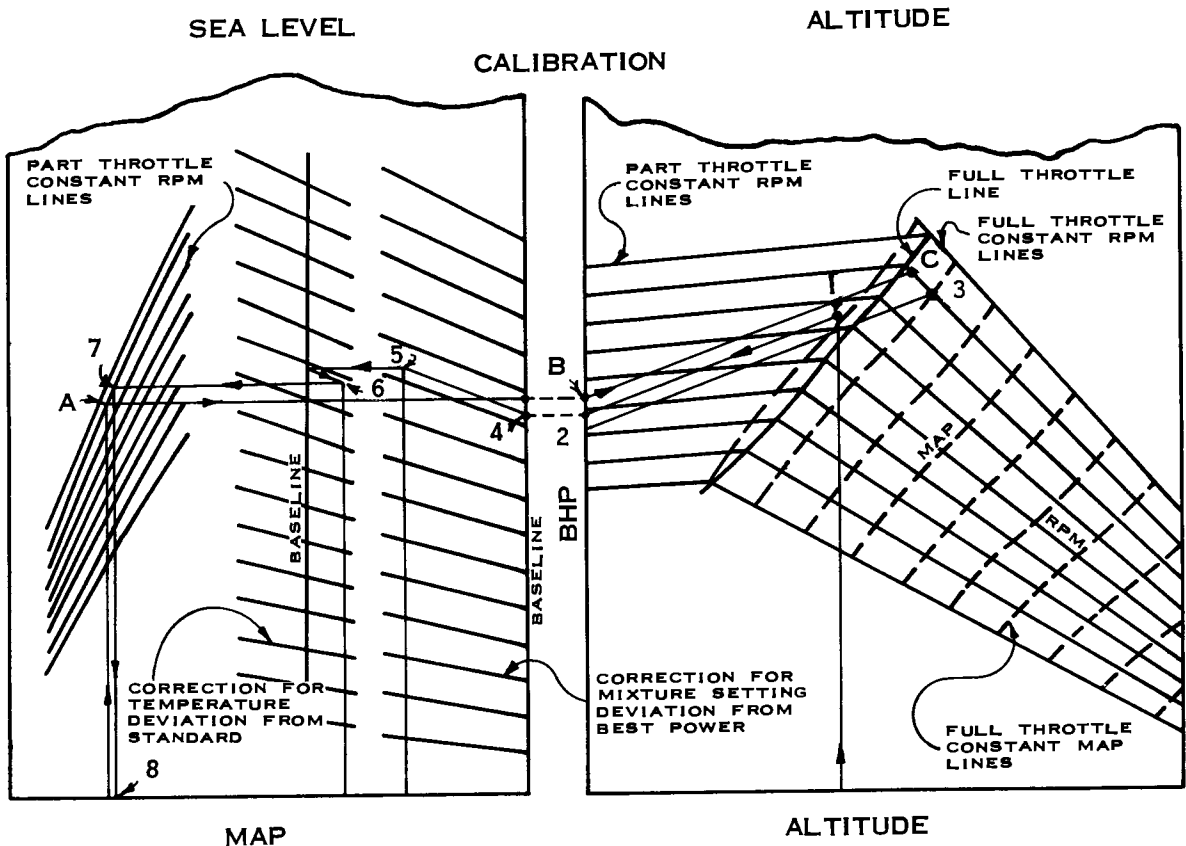 SEA LEVEL
ALTITUDE
CALIBRATION
PART THROTTLE
CONSTANT RPM
LINES
PART THROTTLE
CONSTANT RPM
LINES
FULL THROTTLE
LINE
FULL THROTTLE
CONSTANT RPM
LINES
C
3
1
7
A
5
6
B
4
2
BASELINE
BASELINE
BHP
MAP
RPM
CORRECTION FOR
TEMPERATURE
DEVIATION FROM
STANDARD
CORRECTION FOR
MIXTURE SETTING
DEVIATION FROM
BEST POWER
FULL THROTTLE
CONSTANT MAP
LINES
8
MAP
ALTITUDE